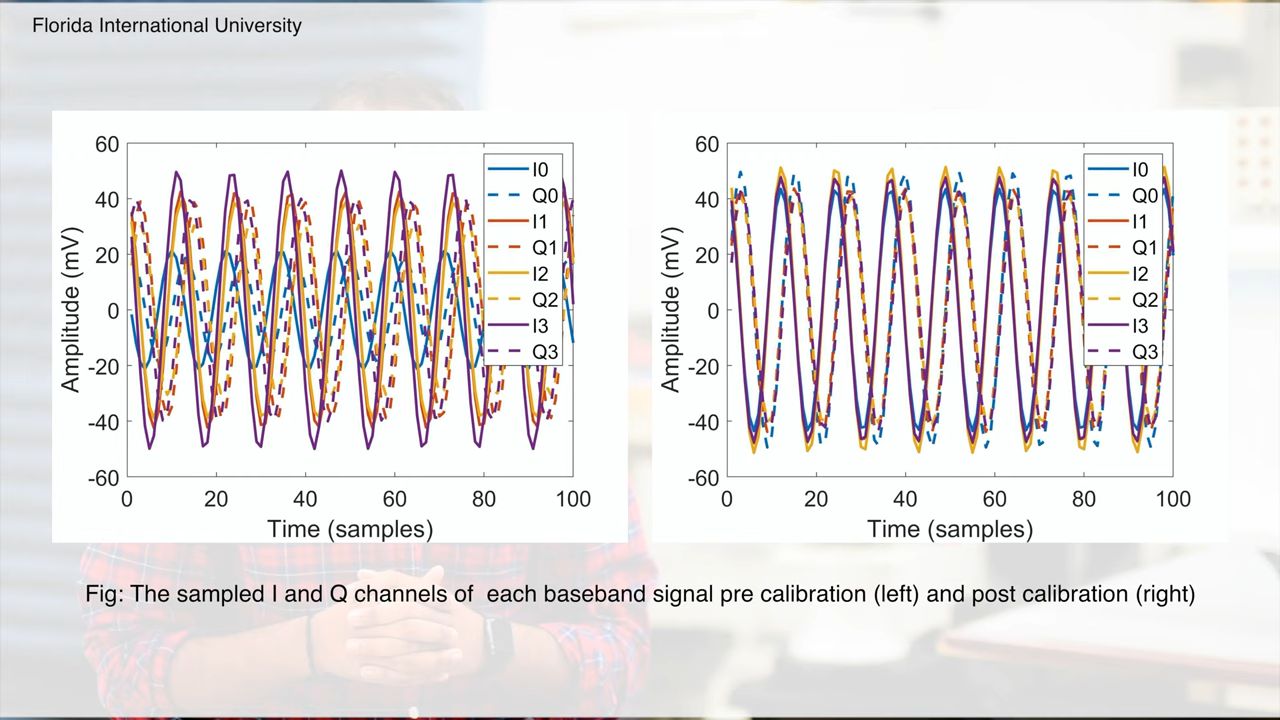 Florida International University
60
40
20
0
-20
-40
-60
Amplitude (mV)
0 20 40 60 80 100
Time (samples)
I0
Q0
I1
Q1
I2
Q2
I3
Q3
60
40
20
0
-20
-40
-60
Amplitude (mV)
0 20 40 60 80 100
Time (samples)
I0
Q0
I1
Q1
I2
Q2
I3
Q3
Fig: The sampled I and Q channels of each baseband signal pre calibration (left) and post calibration (right)